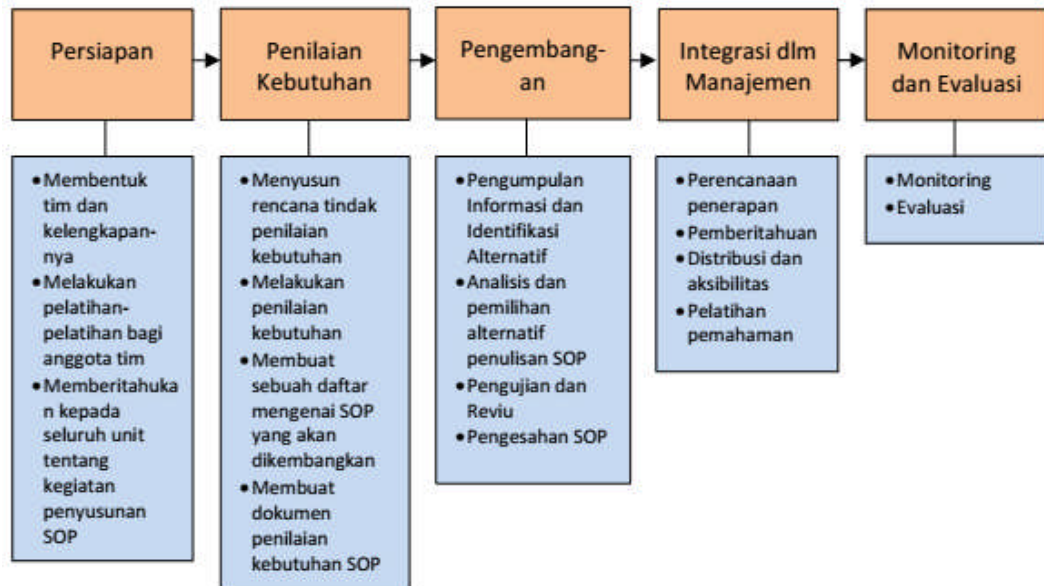 Persiapan
Penilaian
Kebutuhan
Pengembang-
an
Integrasi dlm
Manajemen
Monitoring
dan Evaluasi
• Membentuk
tim dan
kelengkapan-
nya
• Melakukan
pelatihan-
pelatihan bagi
anggota tim
• Memberitahuka
n kepada
seluruh unit
tentang
kegiatan
penyusunan
SOP
• Menyusun
rencana tindak
penilaian
kebutuhan
• Melakukan
penilaian
kebutuhan
• Membuat
sebuah daftar
mengenai SOP
yang akan
dikembangkan
• Membuat
dokumen
penilaian
kebutuhan SOP
• Pengumpulan
Informasi dan
Identifikasi
Alternatif
• Analisis dan
pemilihan
alternatif
penulisan SOP
• Pengujian dan
Reviu
• Pengesahan SOP
• Perencanaan
penerapan
• Pemberitahuan
• Distribusi dan
aksibilitas
• Pelatihan
pemahaman
• Monitoring
• Evaluasi